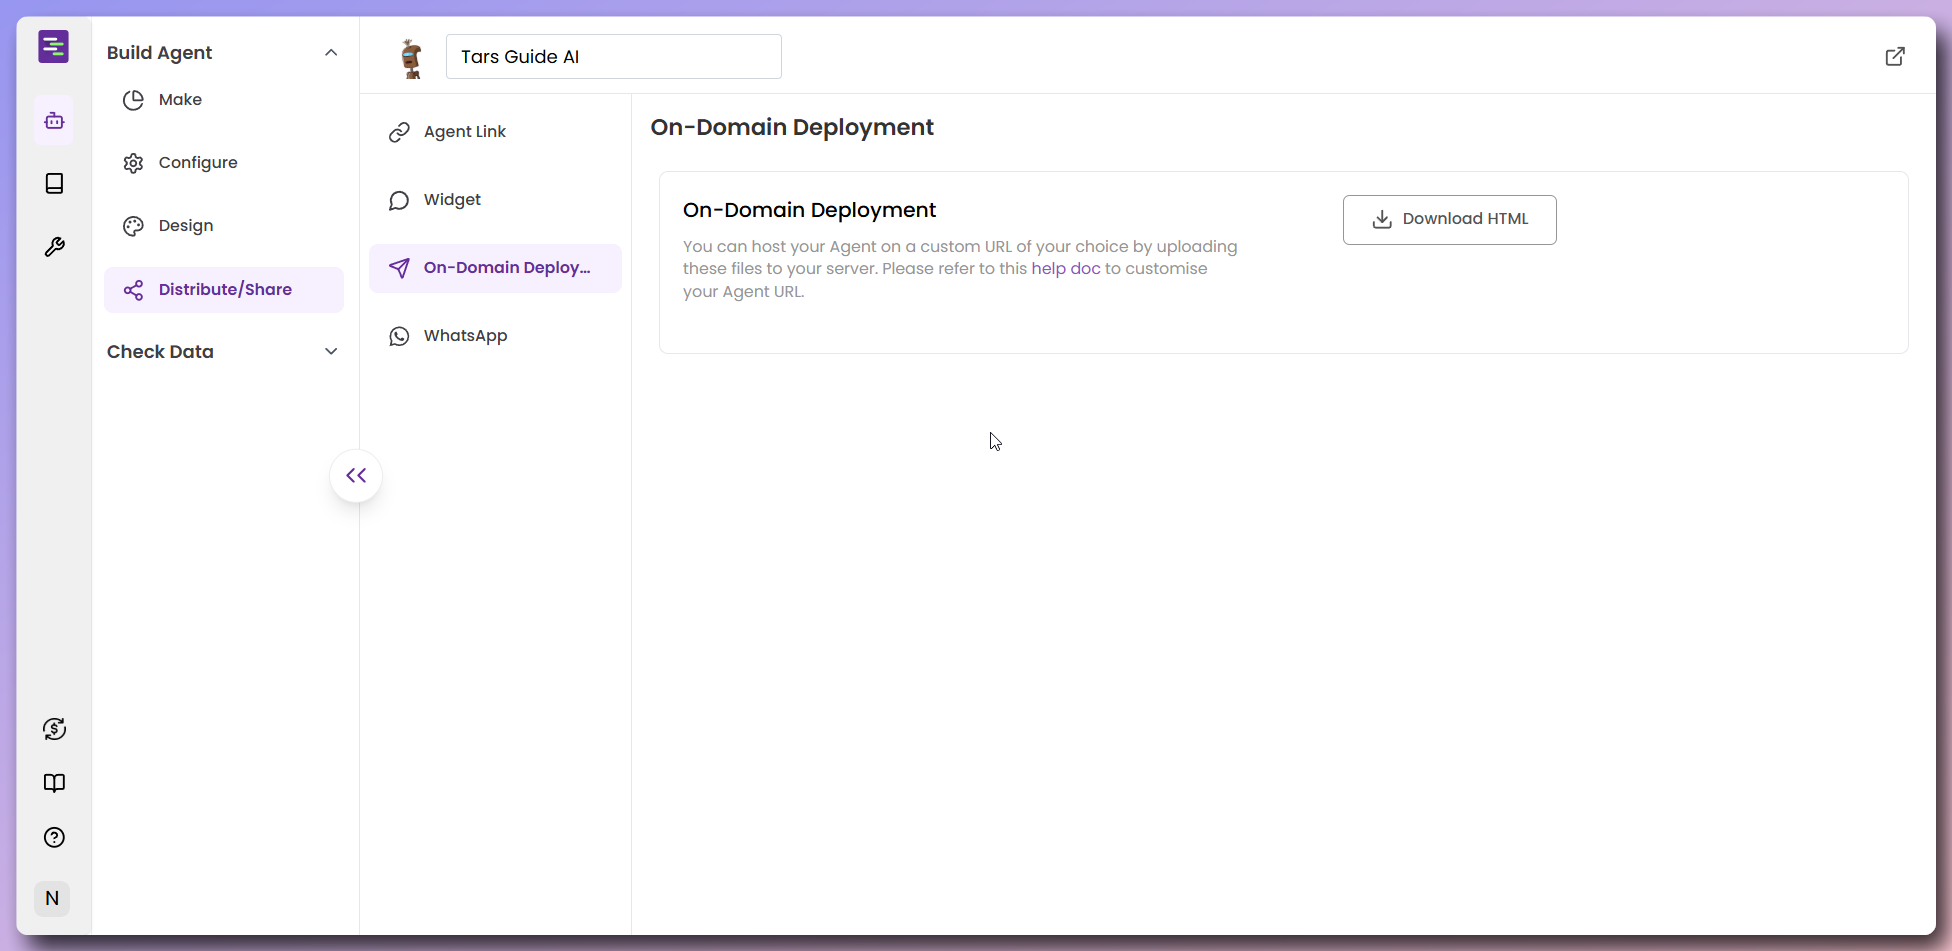 Build Agent
Make
Configure
Design
Distribute/Share
Check Data
N
Tars Guide AI
Agent Link
Widget
On-Domain Deploy...
WhatsApp
On-Domain Deployment
On-Domain Deployment
You can host your Agent on a custom URL of your choice by uploading
these files to your server. Please refer to this help doc to customise
your Agent URL.
Download HTML